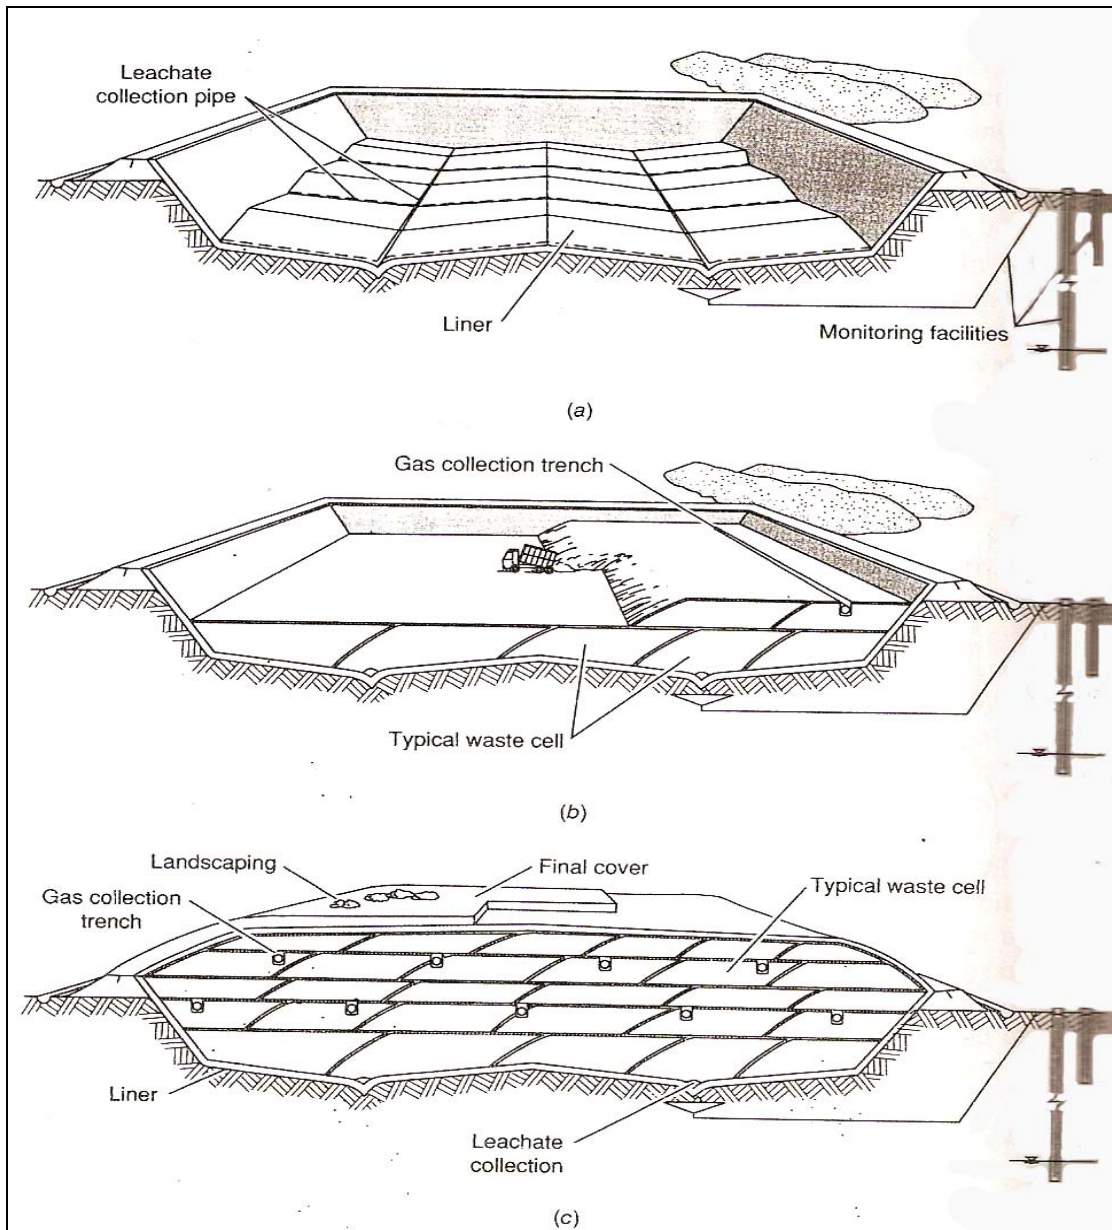 Leachate
collection pipe
Liner
Monitoring facilities
(a)
Gas collection trench
Typical waste cell
(b)
Landscaping
Final cover
Typical waste cell
Gas collection
trench
Liner
Leachate
collection
(c)